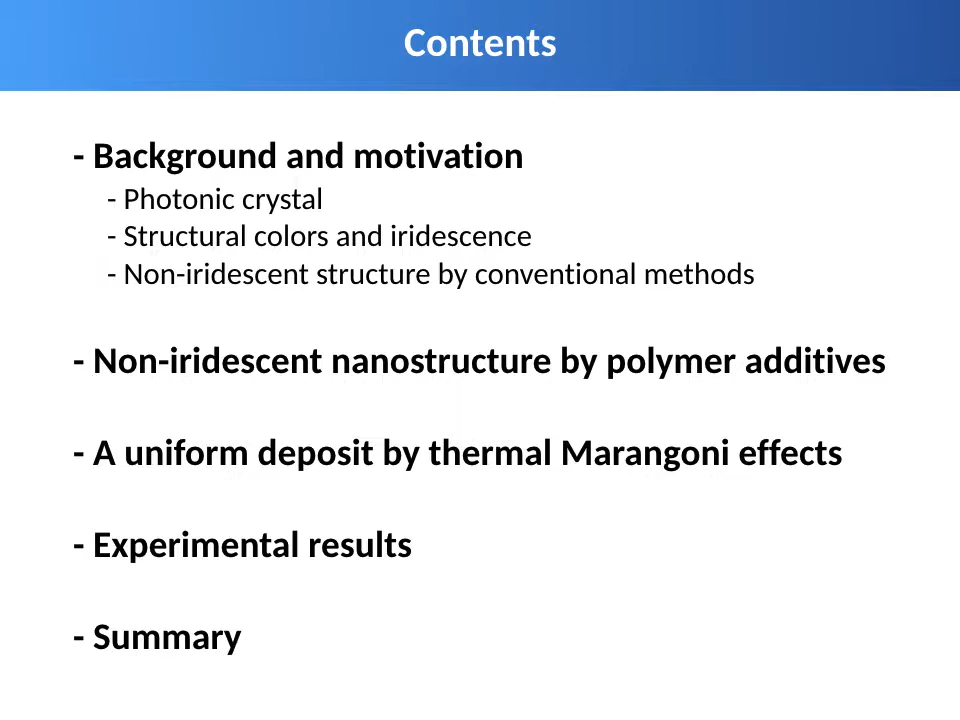 Contents
- Background and motivation
- Photonic crystal
- Structural colors and iridescence
- Non-iridescent structure by conventional methods
- Non-iridescent nanostructure by polymer additives
- A uniform deposit by thermal Marangoni effects
- Experimental results
- Summary